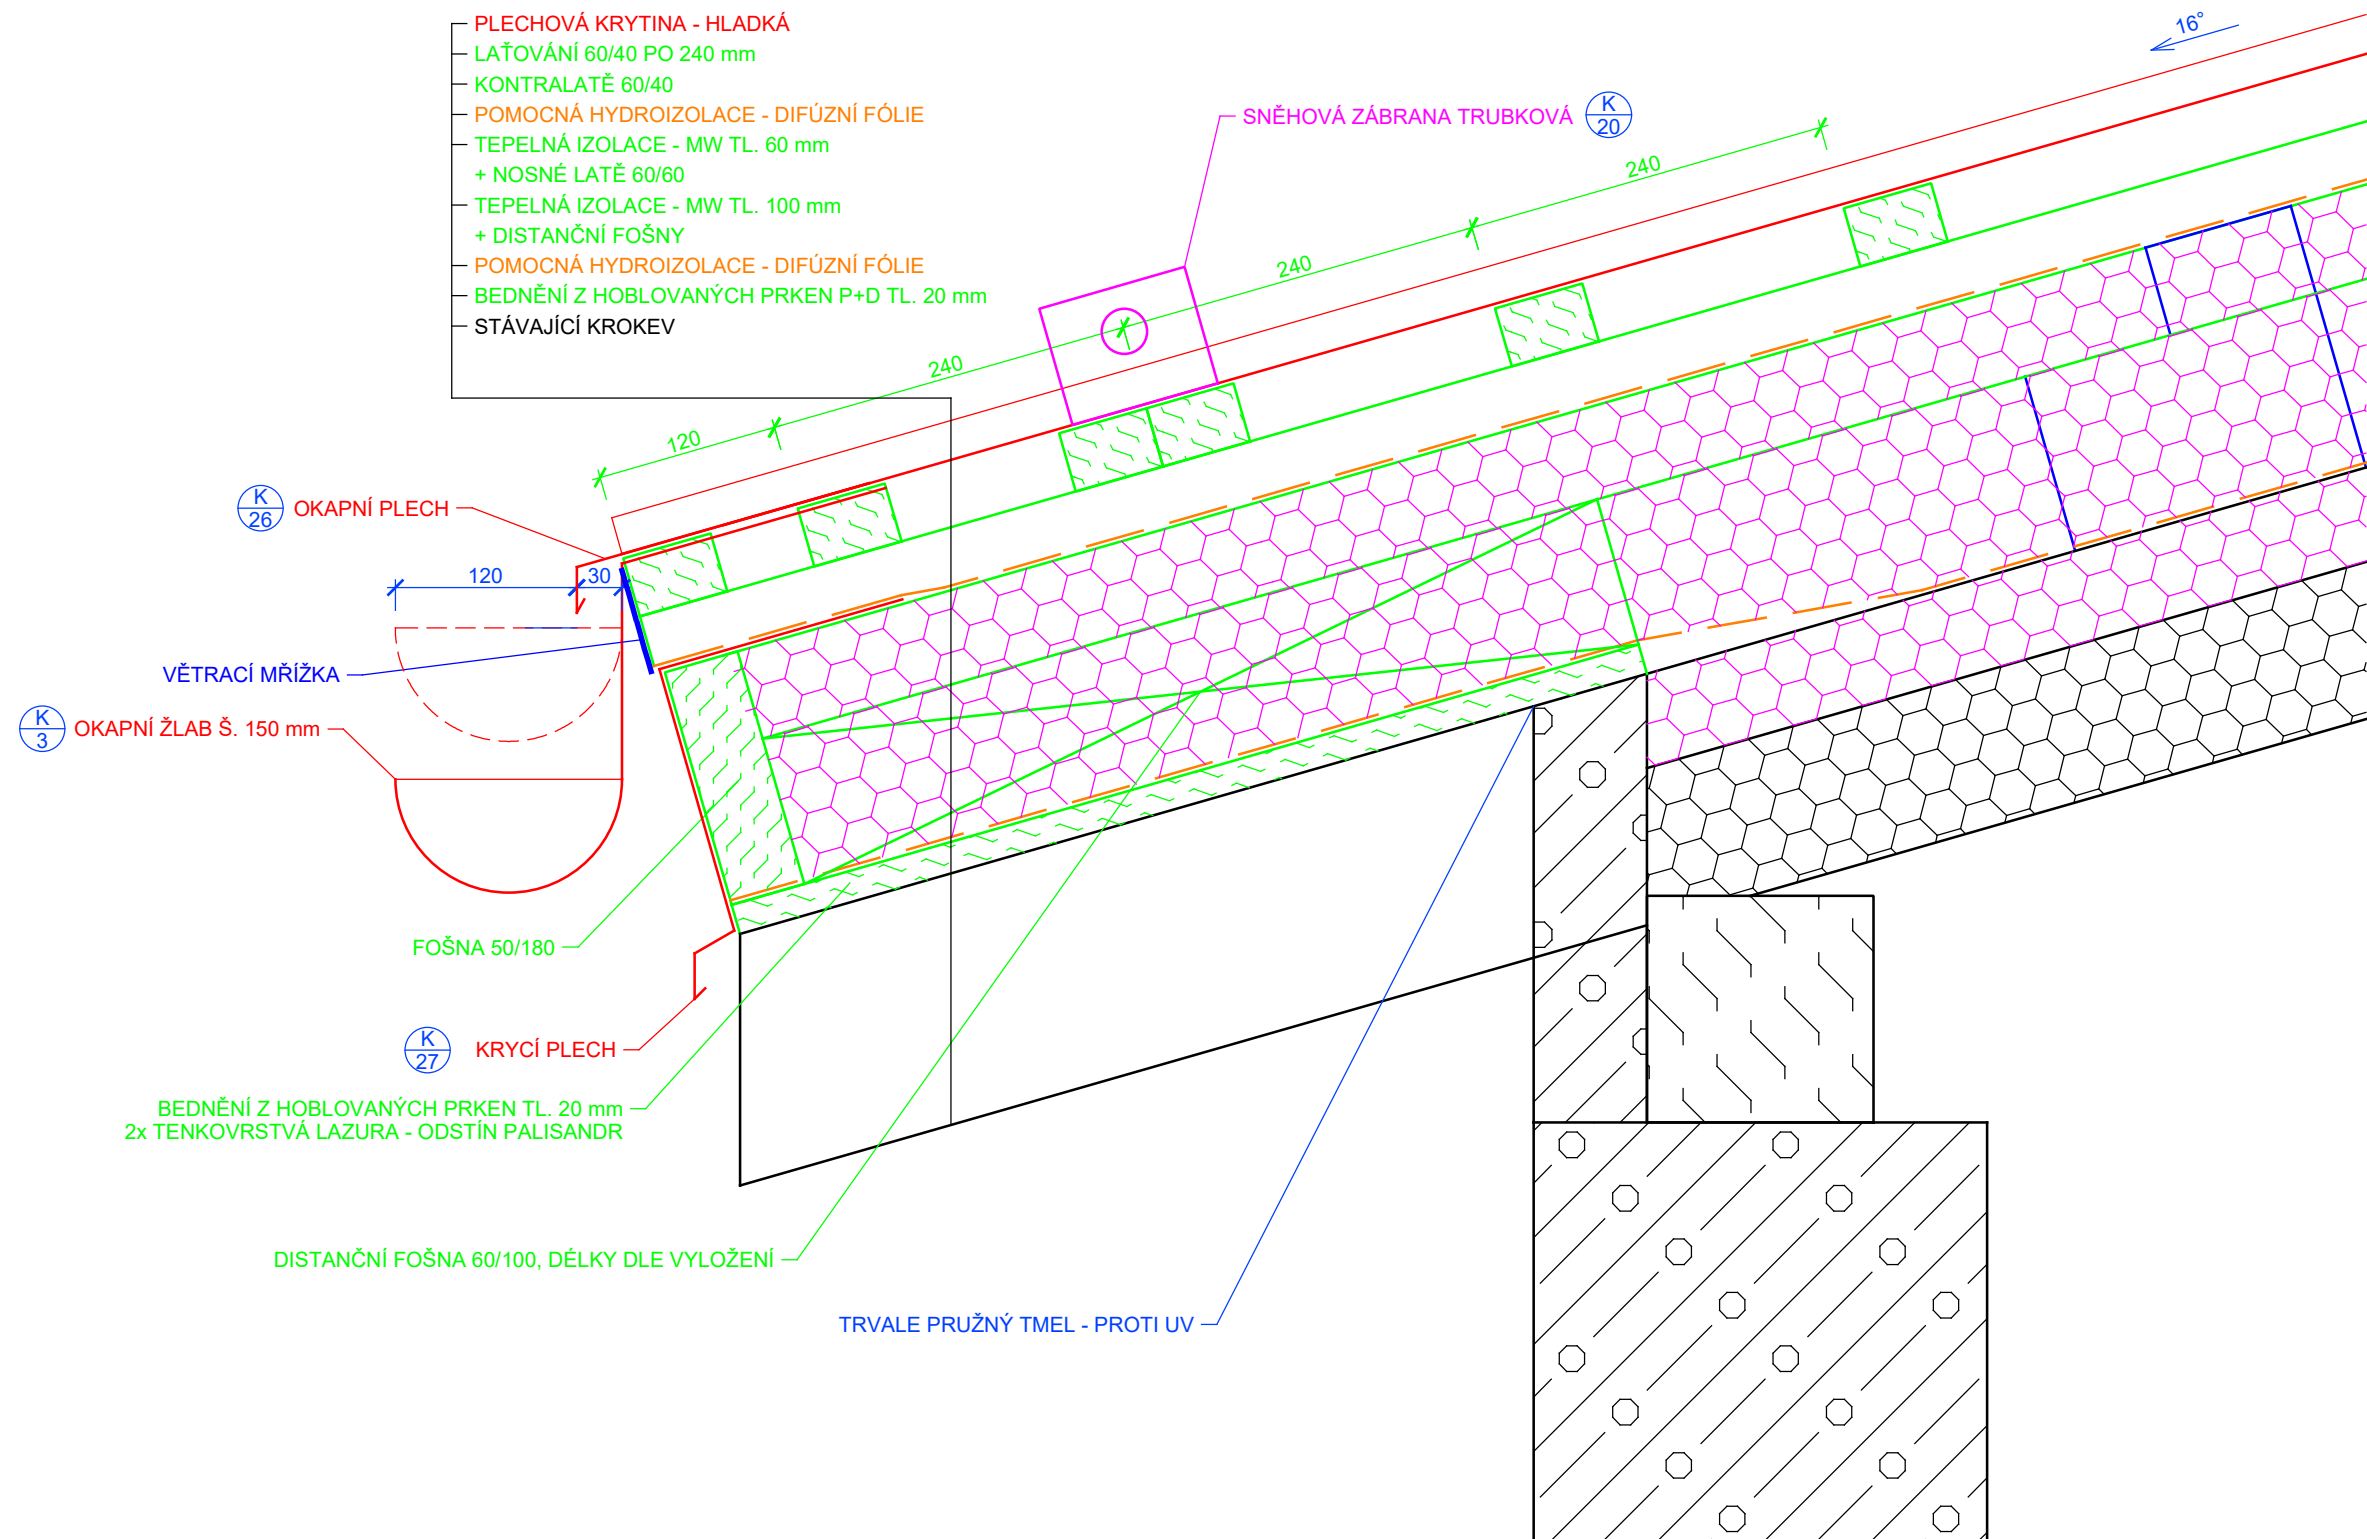 PLECHOVÁ KRYTINA - HLADKÁ
LAŤOVÁNÍ 60/40 PO 240 mm
KONTRALATĚ 60/40
POMOCNÁ HYDROIZOLACE - DIFÚZNÍ FÓLIE
TEPELNÁ IZOLACE - MW TL. 60 mm
+ NOSNÉ LATĚ 60/60
TEPELNÁ IZOLACE - MW TL. 100 mm
+ DISTANČNÍ FOŠNY
POMOCNÁ HYDROIZOLACE - DIFÚZNÍ FÓLIE
BEDNĚNÍ Z HOBLOVANÝCH PRKEN P+D TL. 20 mm
STÁVAJÍCÍ KROKEV
16°
SNĚHOVÁ ZÁBRANA TRUBKOVÁ
K
20
240
240
240
120
K
26
OKAPNÍ PLECH
120
30
VĚTRACÍ MŘÍŽKA
K
3
OKAPNÍ ŽLAB Š. 150 mm
FOŠNA 50/180
K
27
KRYCÍ PLECH
BEDNĚNÍ Z HOBLOVANÝCH PRKEN TL. 20 mm
2x TENKOVRSTVÁ LAZURA - ODSTÍN PALISANDR
DISTANČNÍ FOŠNA 60/100, DÉLKY DLE VYLOŽENÍ
TRVALE PRUŽNÝ TMEL - PROTI UV